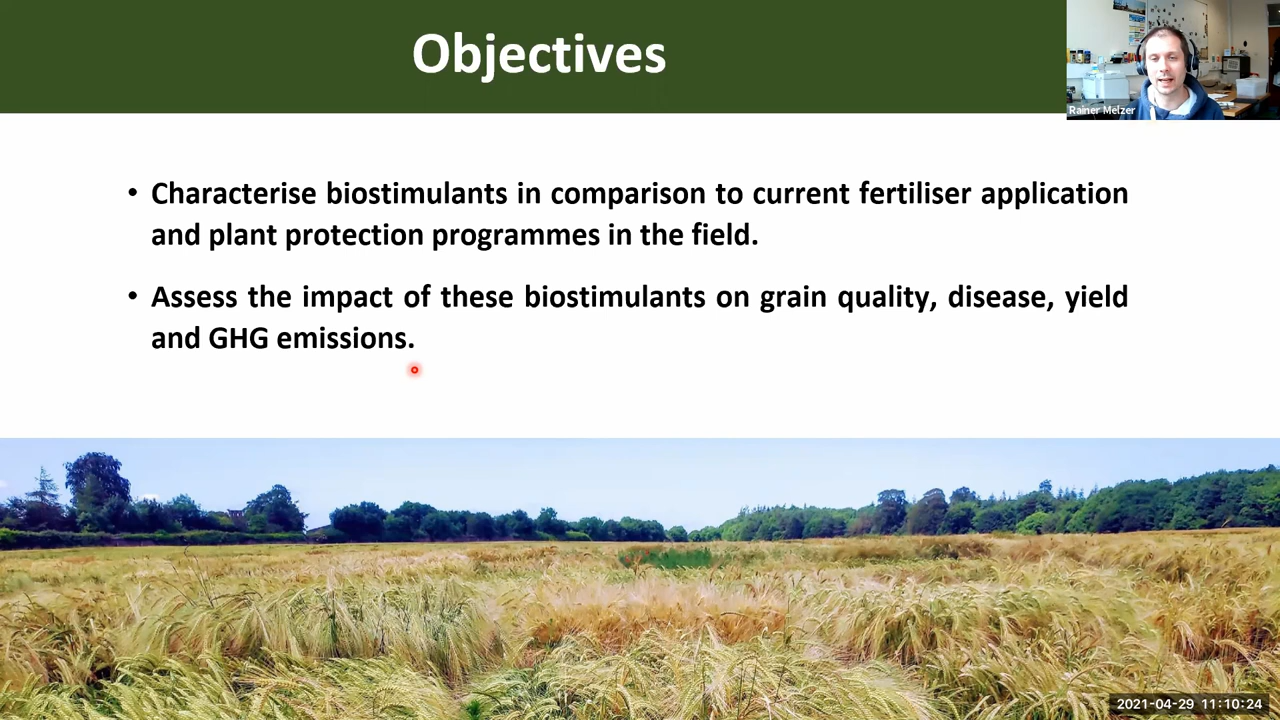 Objectives
Rainer Melzer
• Characterise biostimulants in comparison to current fertiliser application
and plant protection programmes in the field.
• Assess the impact of these biostimulants on grain quality, disease, yield
and GHG emissions.
2021-04-29 11:10:24